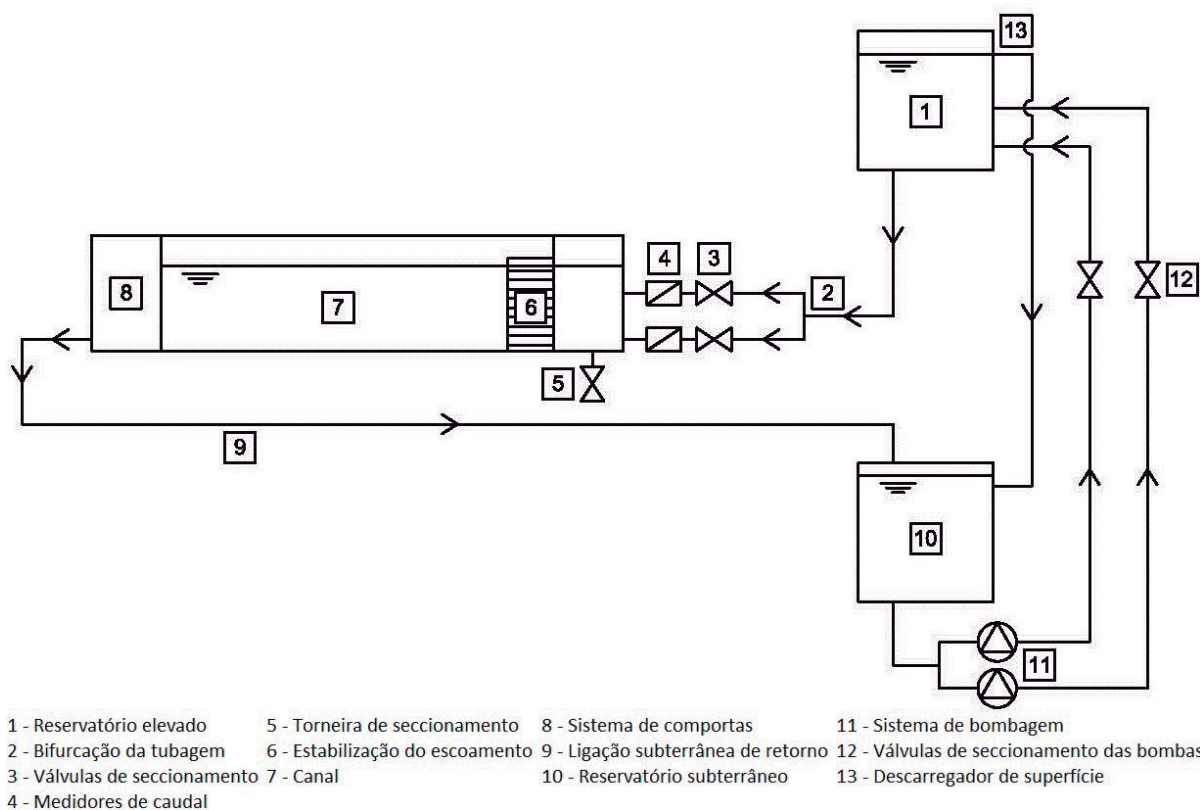 13
1
4
3
2
12
8
7
6
5
9
10
11
1 - Reservatório elevado
2 - Bifurcação da tubagem
3 - Válvulas de seccionamento
4 - Medidores de caudal
5 - Torneira de seccionamento
6 - Estabilização do escoamento
7 - Canal
8 - Sistema de comportas
9 - Ligação subterrânea de retorno
10 - Reservatório subterrâneo
11 - Sistema de bombagem
12 - Válvulas de seccionamento das bombas
13 - Descarregador de superfície